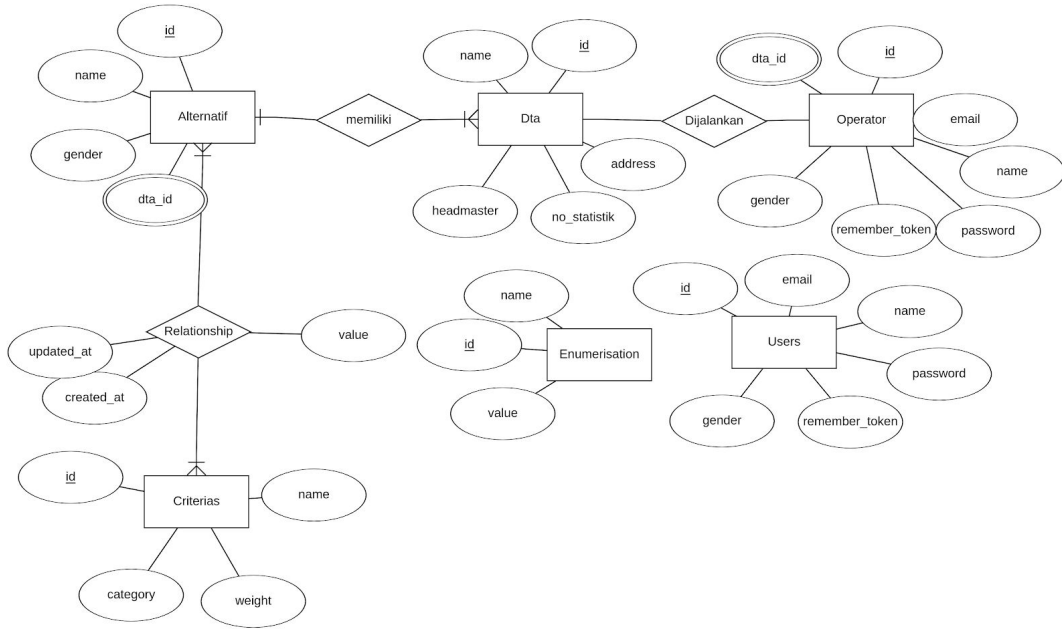 id
name
Alternatif
gender
dta_id
memiliki
name
id
Dta
address
headmaster
no_statistik
Dijalankan
dta_id
id
Operator
email
name
gender
remember_token
password
Relationship
value
updated_at
created_at
name
id
Enumerisation
value
id
email
name
Users
password
gender
remember_token
id
name
Criterias
category
weight